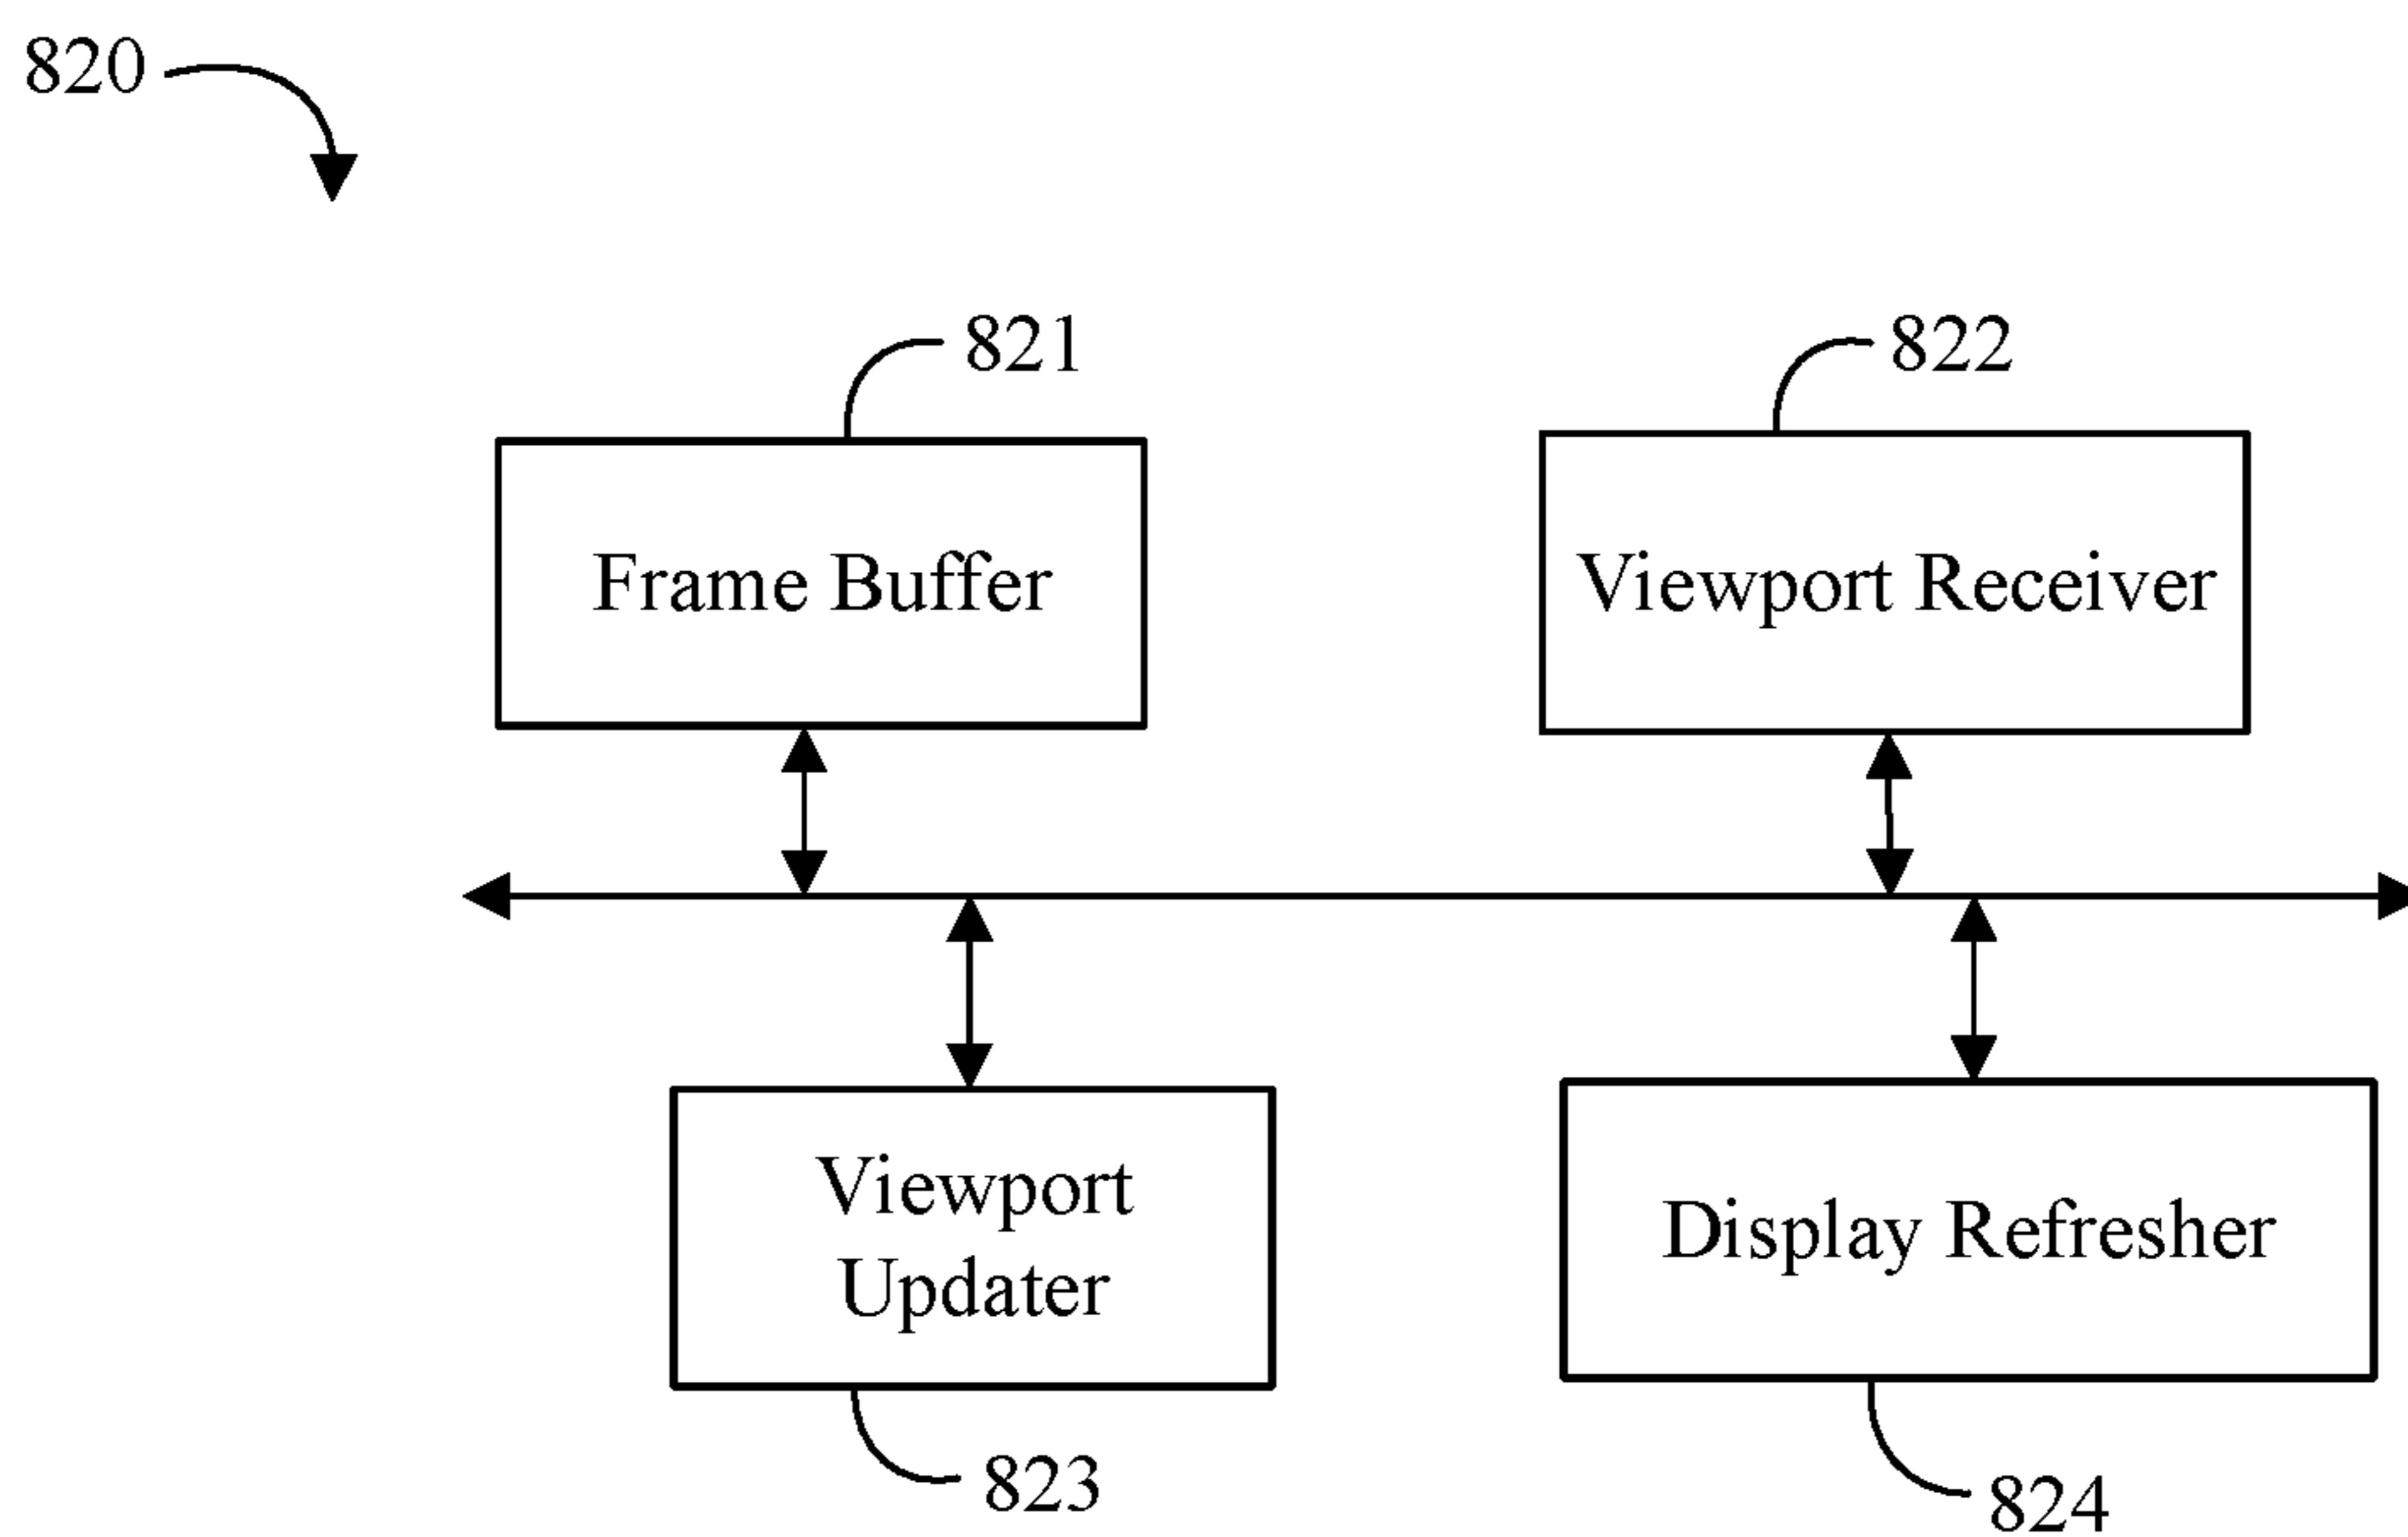 820
821
822
Frame Buffer
Viewport Receiver
Viewport
Updater
Display Refresher
823
824